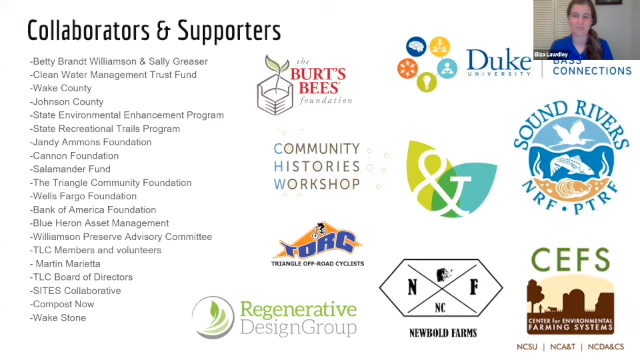 Collaborators & Supporters
-Betty Brandt Williamson & Sally Greaser
-Clean Water Management Trust Fund
-Wake County
-Johnson County
-State Environmental Enhancement Program
-State Recreational Trails Program
-Jandy Ammons Foundation
-Cannon Foundation
-Salamander Fund
-The Triangle Community Foundation
-Wells Fargo Foundation
-Bank of America Foundation
-Blue Heron Asset Management
-Williamson Preserve Advisory Committee
-TLC Members and volunteers
- Martin Marietta
-TLC Board of Directors
-SITES Collaborative
-Compost Now
-Wake Stone
the
BURT'S
BEES
foundation
COMMUNITY
HISTORIES
WORKSHOP
TORC
TRIANGLE OFF-ROAD CYCLISTS
Regenerative
DesignGroup
Duke
UNIVERSITY
BASS
CONNECTIONS
&
N F
NC
NEWBOLD FARMS
Biza Lawdley
SOUND RIVERS
NRF • PTRF
CEFS
CENTER for ENVIRONMENTAL
FARMING SYSTEMS
NCSU | NCA&T | NCDA&CS